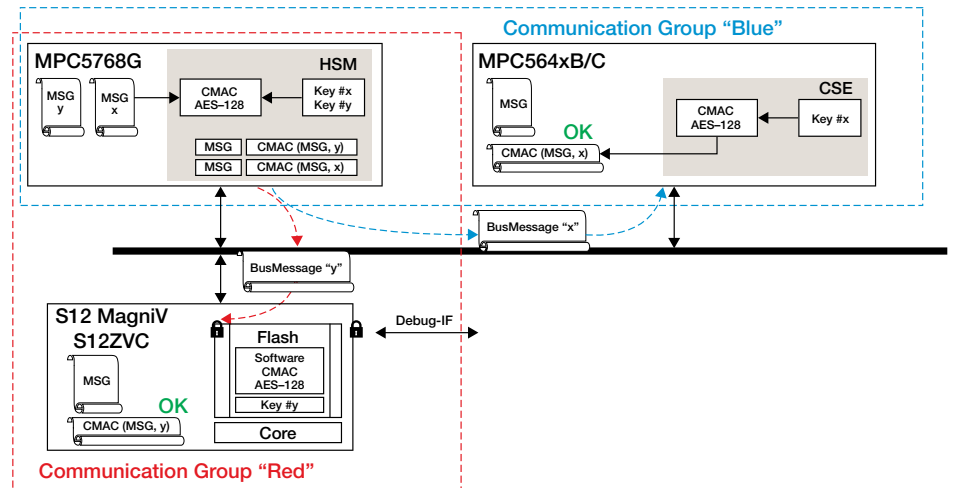 Communication Group “Blue”
MPC5768G
HSM
MSG
y
MSG
x
CMAC
AES–128
Key #x
Key #y
MSG
CMAC (MSG, y)
MSG
CMAC (MSG, x)
MPC564xB/C
CSE
MSG
CMAC
AES–128
Key #x
OK
CMAC (MSG, x)
BusMessage “x”
BusMessage “y”
S12 MagniV
S12ZVC
MSG
OK
CMAC (MSG, y)
Flash
Software
CMAC
AES–128
Key #y
Core
Debug-IF
Communication Group “Red”